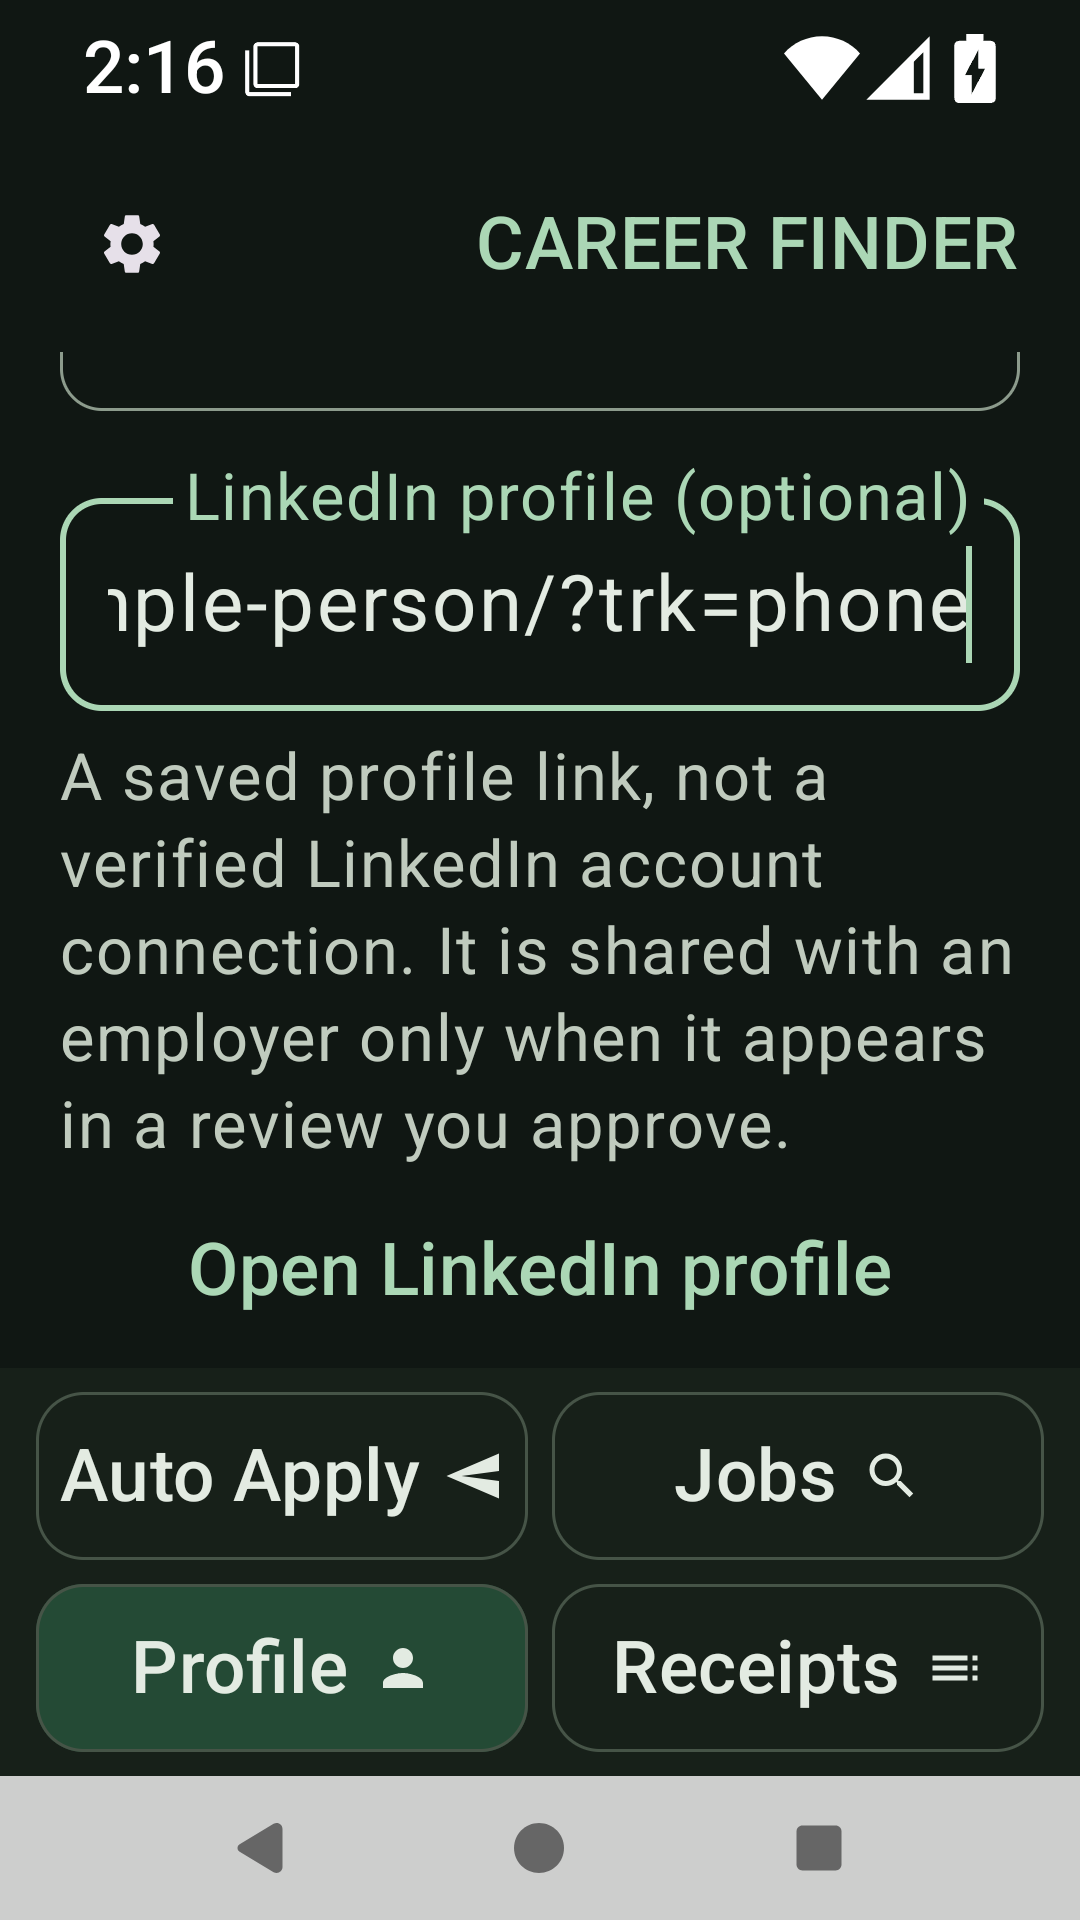 2:16
CAREER FINDER
LinkedIn profile (optional)
ple-person/?trk=phone
A saved profile link, not a
verified LinkedIn account
connection. It is shared with an
employer only when it appears
in a review you approve.
Open LinkedIn profile
Auto Apply
Jobs
Profile
Receipts